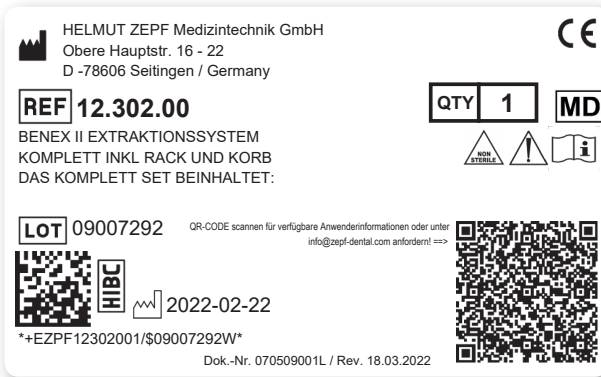 HELMUT ZEPF Medizintechnik GmbH
Obere Hauptstr. 16 - 22
D -78606 Seitingen / Germany
CE
REF 12.302.00
QTY 1
MD
BENEX II EXTRAKTIONSSYSTEM
KOMPLETT INKL RACK UND KORB
DAS KOMPLETT SET BEINHALTET:
NON
STERILE
i
LOT 09007292
QR-CODE scannen für verfügbare Anwenderinformationen oder unter
info@zepf-dental.com anfordern! ==>
HIBC
2022-02-22
*+EZPF12302001/$09007292W*
Dok.-Nr. 070509001L / Rev. 18.03.2022